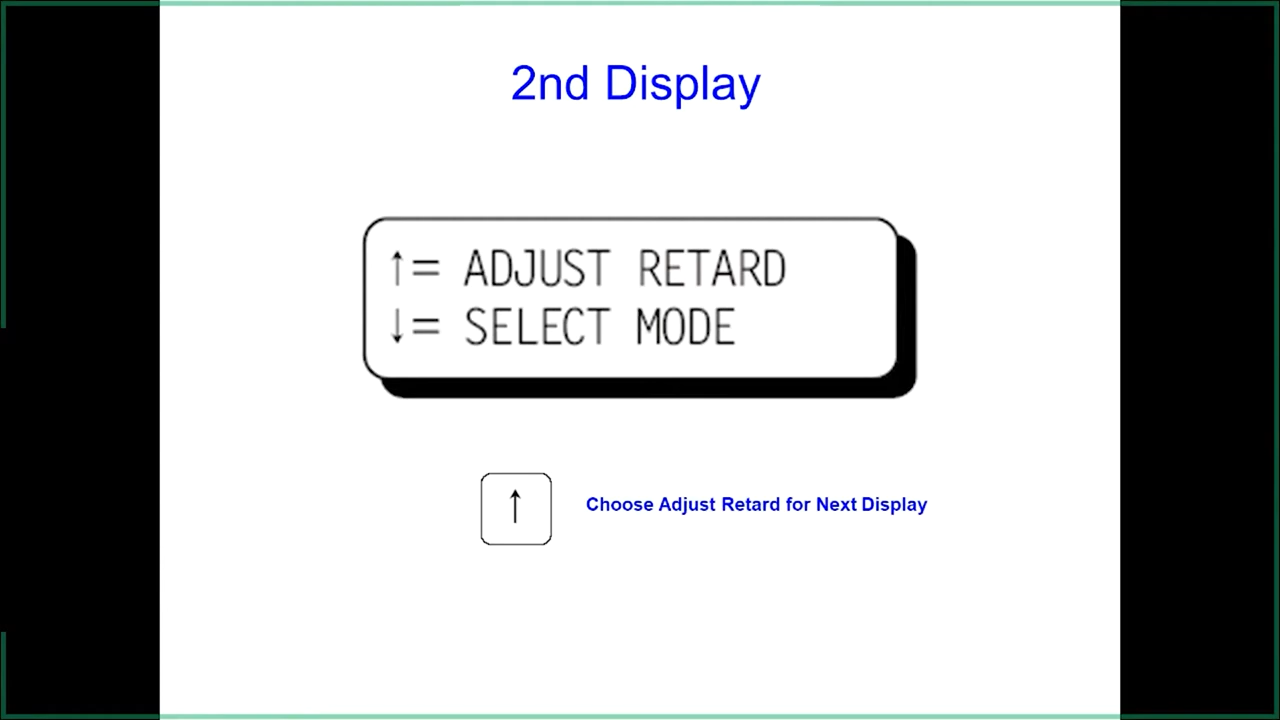 2nd Display
↑= ADJUST RETARD
↓= SELECT MODE
↑ Choose Adjust Retard for Next Display